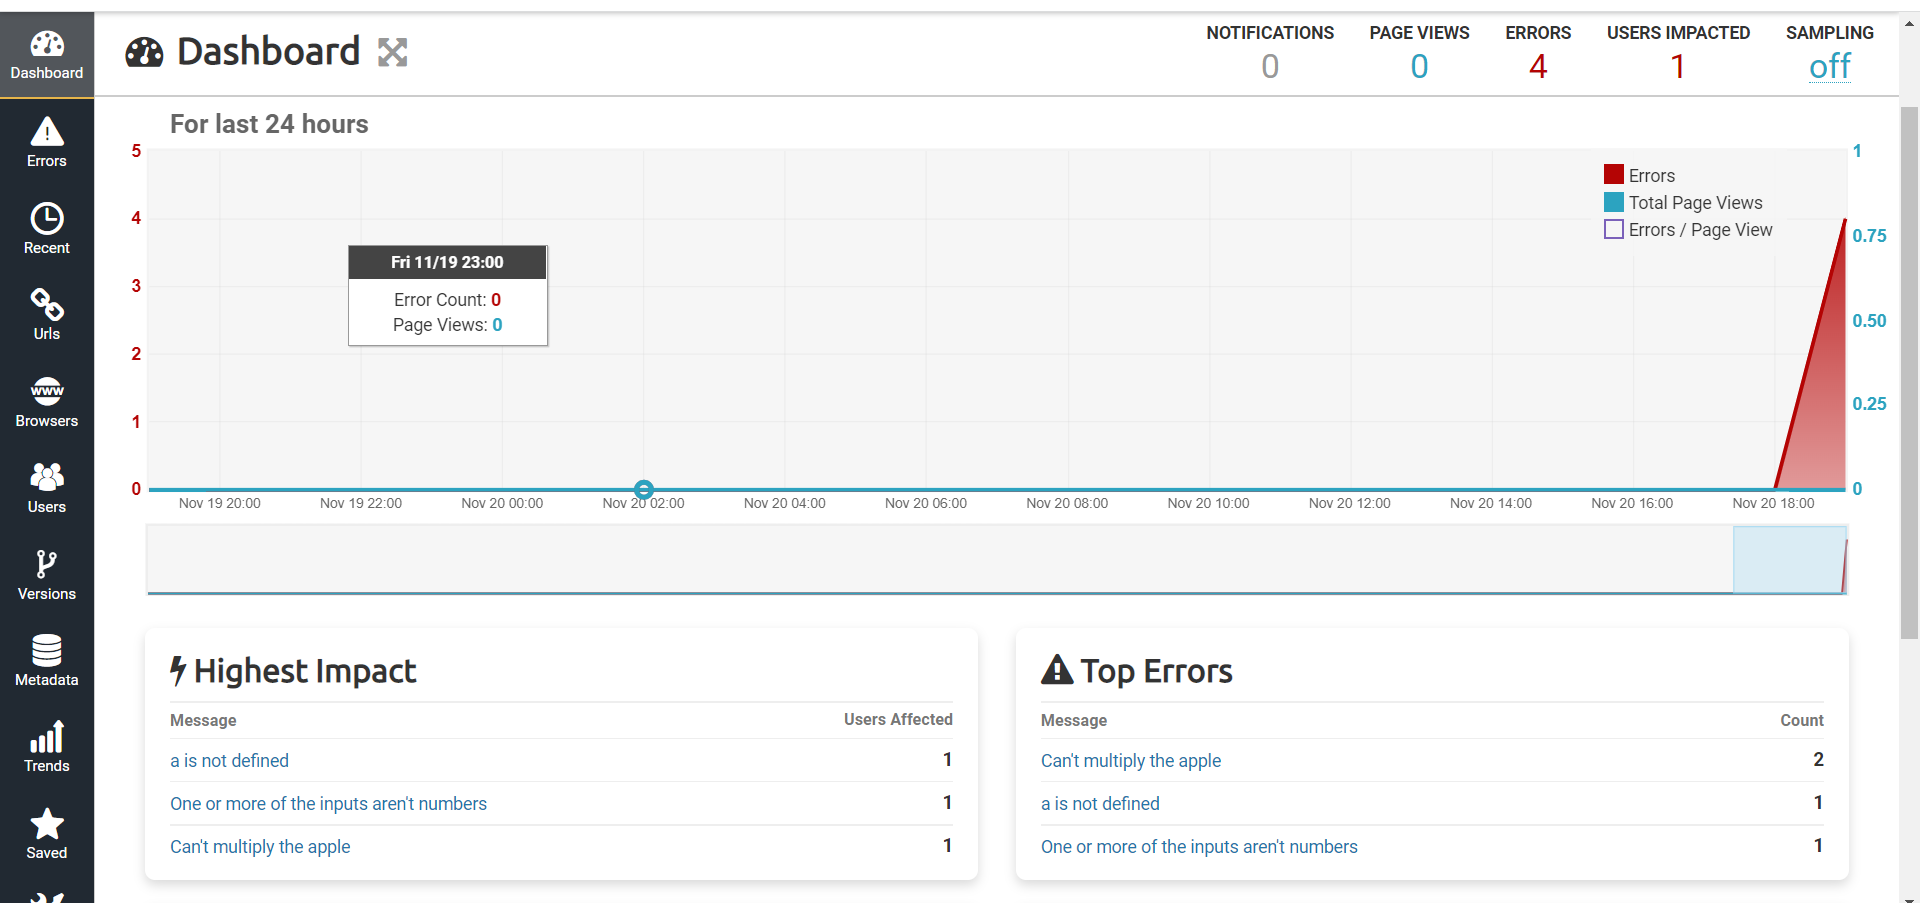 Dashboard
Errors
Recent
Urls
WWW
Browsers
Users
Versions
Metadata
Trends
Saved
Dashboard
NOTIFICATIONS
0
PAGE VIEWS
0
ERRORS
4
USERS IMPACTED
1
SAMPLING
off
For last 24 hours
5
4
3
2
1
0
1
0.75
0.50
0.25
0
Errors
Total Page Views
Errors / Page View
Fri 11/19 23:00
Error Count: 0
Page Views: 0
Nov 19 20:00
Nov 19 22:00
Nov 20 00:00
Nov 20 02:00
Nov 20 04:00
Nov 20 06:00
Nov 20 08:00
Nov 20 10:00
Nov 20 12:00
Nov 20 14:00
Nov 20 16:00
Nov 20 18:00
Highest Impact
Message Users Affected
a is not defined 1
One or more of the inputs aren't numbers 1
Can't multiply the apple 1
Top Errors
Message Count
Can't multiply the apple 2
a is not defined 1
One or more of the inputs aren't numbers 1